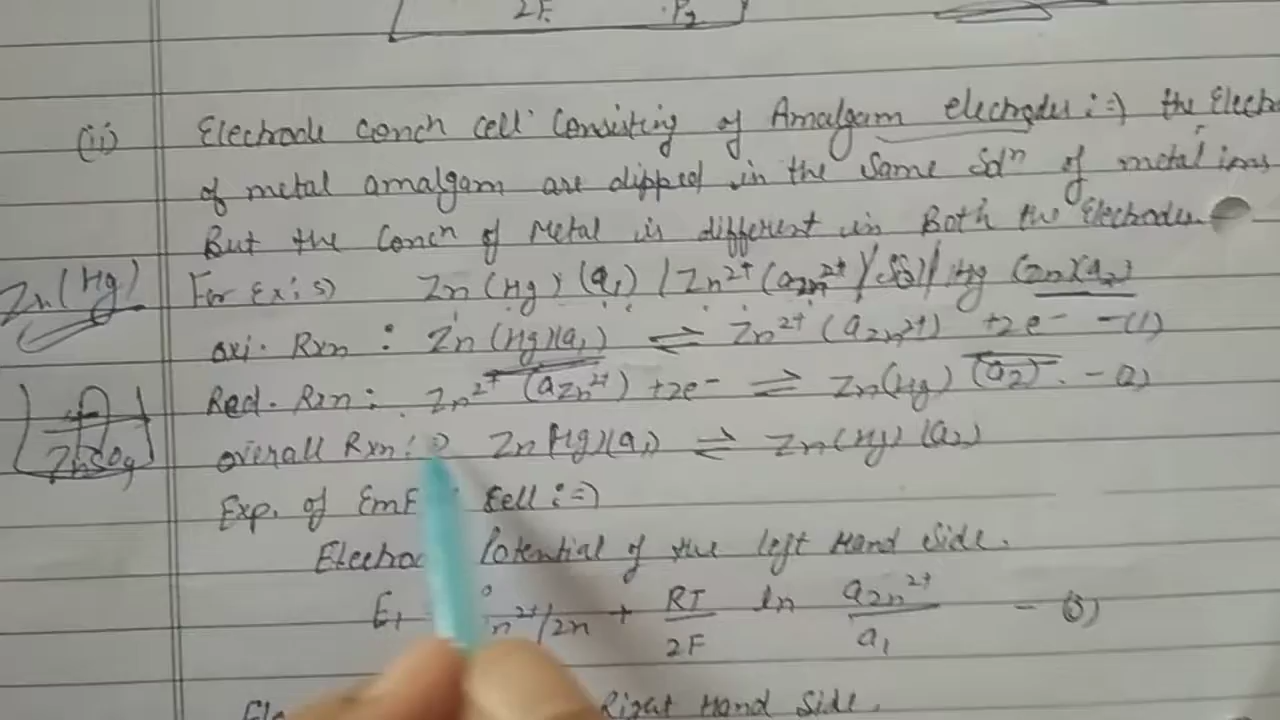 2F P2
(ii) Electrode concn cell Consisting of Amalgam electrodes :=> the Electr
of metal amalgam are dipped in the same Soln of metal ions
But the Concn of Metal is different in Both the Electrodes.
Zn(Hg)
For Ex:s) Zn(Hg)(a1) / Zn²⁺(aZn²⁺) // Hg (Zn)(a2)
oxi. Rxn : Zn(Hg)(a1) ⇌ Zn²⁺(aZn²⁺) +2e⁻ -(1)
Red. Rxn : Zn²⁺(aZn²⁺) +2e⁻ ⇌ Zn(Hg)(a2). -2)
ZnSO4
overall Rxn : Zn(Hg)(a1) ⇌ Zn(Hg)(a2)
Exp. of EMF cell :=>
Electrod Potential of the left Hand side.
E1 n²⁺/Zn + RT/2F ln aZn²⁺/a1 -(3)
Ele Right Hand Side.